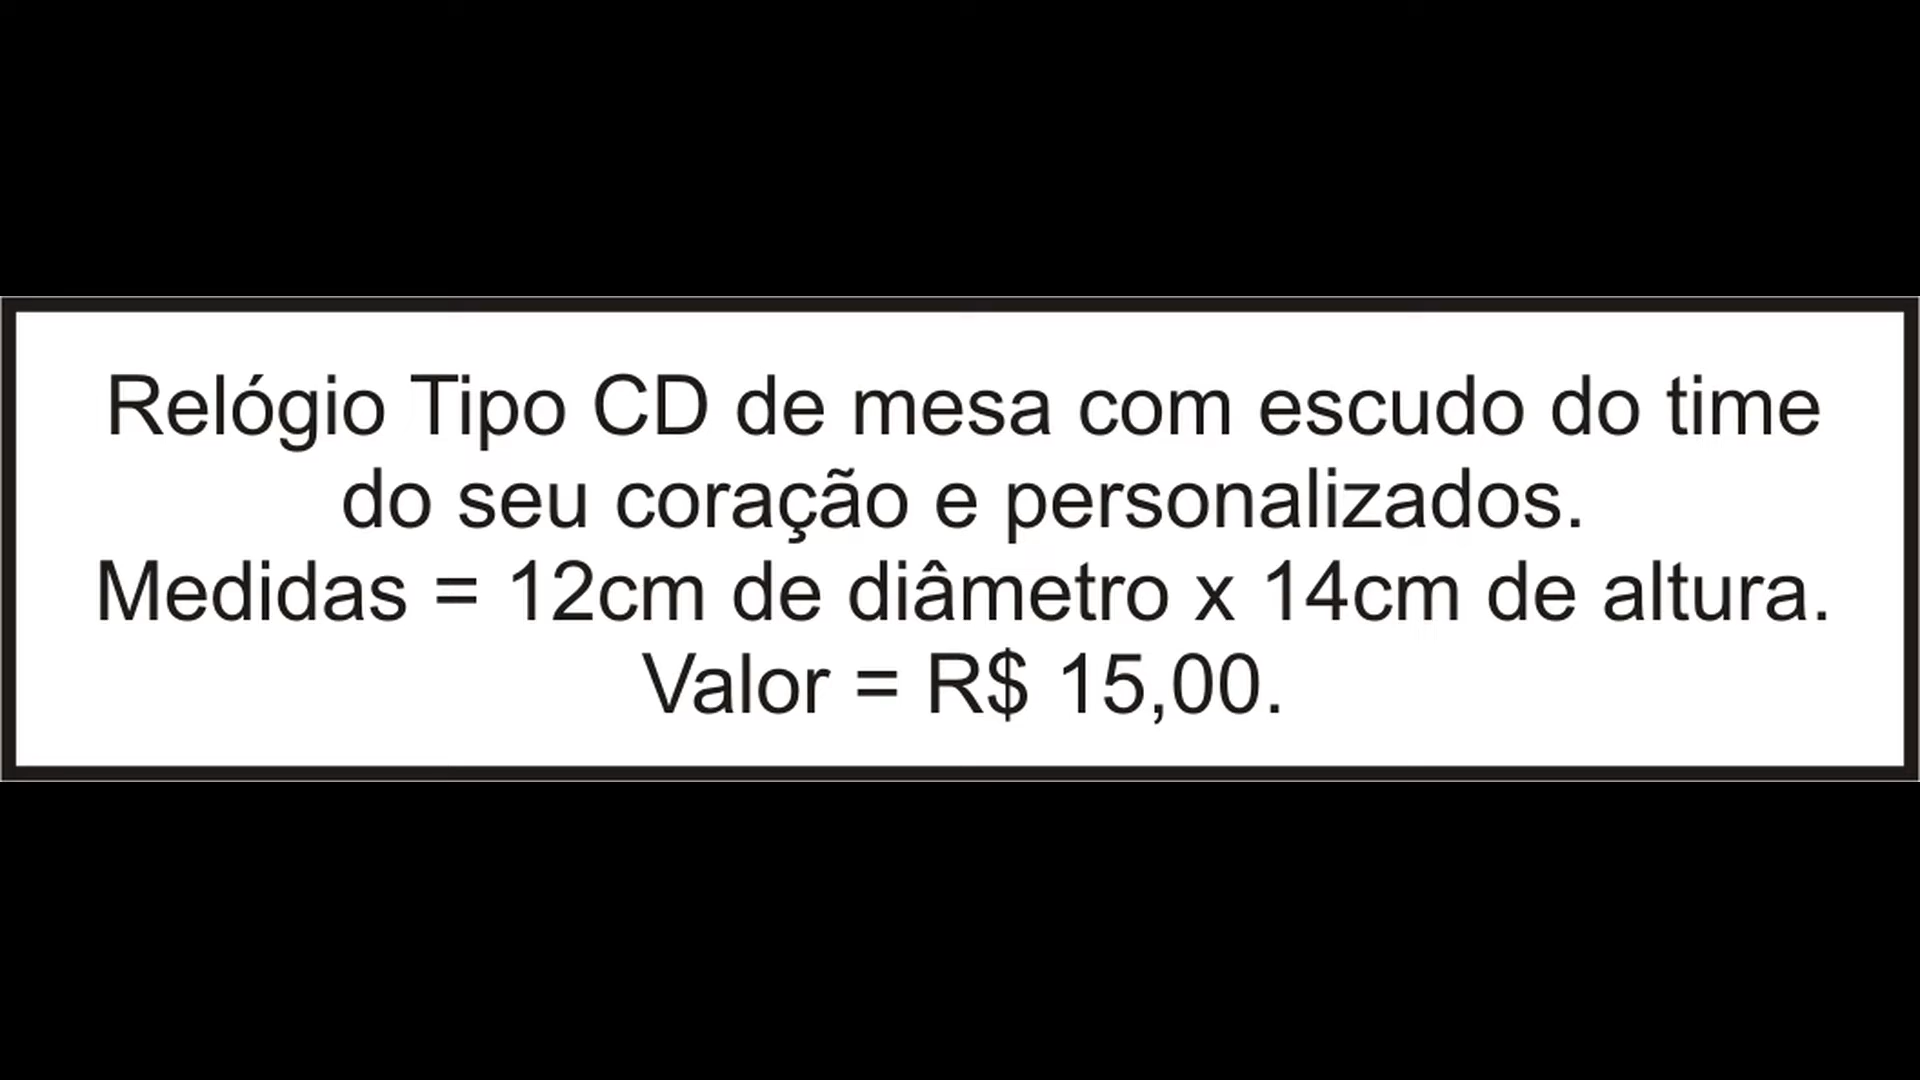 Relógio Tipo CD de mesa com escudo do time
do seu coração e personalizados.
Medidas = 12cm de diâmetro x 14cm de altura.
Valor = R$ 15,00.